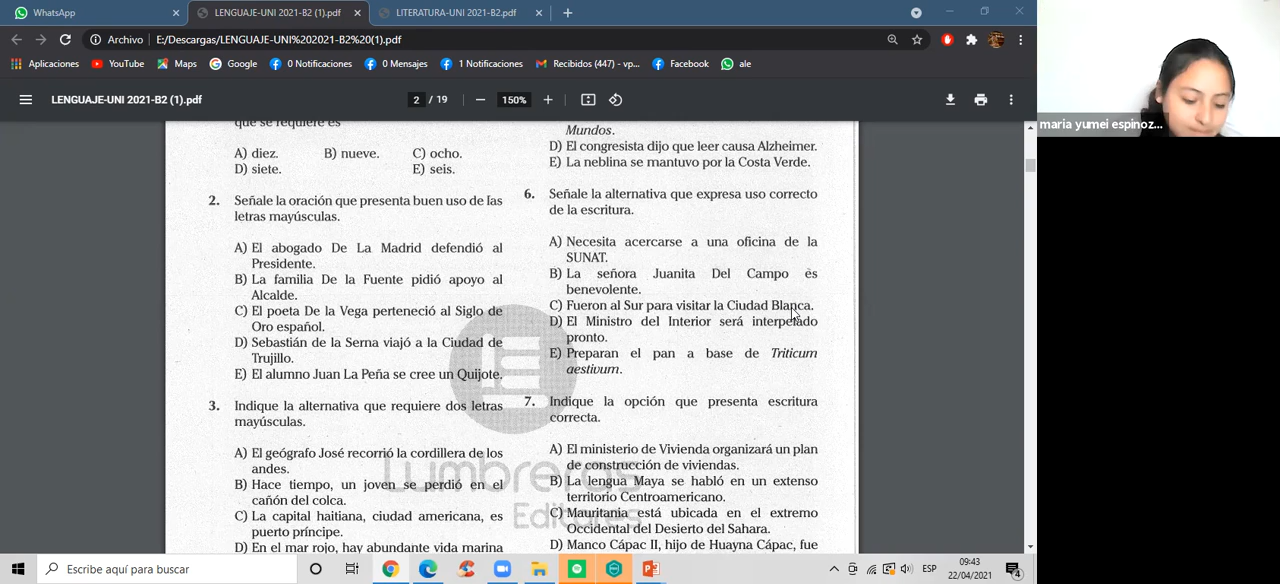 WhatsApp
LENGUAJE-UNI 2021-B2 (1).pdf
LITERATURA-UNI 2021-B2.pdf
Archivo
E:/Descargas/LENGUAJE-UNI%202021-B2%20(1).pdf
Aplicaciones
YouTube
Maps
Google
0 Notificaciones
0 Mensajes
1 Notificaciones
Recibidos (447) - vp...
Facebook
ale
LENGUAJE-UNI 2021-B2 (1).pdf
2 / 19
150%
maria yumei espinoz...
que se requiere es
A) diez. B) nueve. C) ocho.
D) siete. E) seis.
2. Señale la oración que presenta buen uso de las
letras mayúsculas.
A) El abogado De La Madrid defendió al
Presidente.
B) La familia De la Fuente pidió apoyo al
Alcalde.
C) El poeta De la Vega perteneció al Siglo de
Oro español.
D) Sebastián de la Serna viajó a la Ciudad de
Trujillo.
E) El alumno Juan La Peña se cree un Quijote.
3. Indique la alternativa que requiere dos letras
mayúsculas.
A) El geógrafo José recorrió la cordillera de los
andes.
B) Hace tiempo, un joven se perdió en el
cañón del colca.
C) La capital haitiana, ciudad americana, es
puerto príncipe.
D) En el mar rojo, hay abundante vida marina
Mundos.
D) El congresista dijo que leer causa Alzheimer.
E) La neblina se mantuvo por la Costa Verde.
6. Señale la alternativa que expresa uso correcto
de la escritura.
A) Necesita acercarse a una oficina de la
SUNAT.
B) La señora Juanita Del Campo es
benevolente.
C) Fueron al Sur para visitar la Ciudad Blanca.
D) El Ministro del Interior será interpelado
pronto.
E) Preparan el pan a base de Triticum
aestivum.
7. Indique la opción que presenta escritura
correcta.
A) El ministerio de Vivienda organizará un plan
de construcción de viviendas.
B) La lengua Maya se habló en un extenso
territorio Centroamericano.
C) Mauritania está ubicada en el extremo
Occidental del Desierto del Sahara.
D) Manco Cápac II, hijo de Huayna Cápac, fue
Lumbreras
Editores
Escribe aquí para buscar
ESP
09:43
22/04/2021
4